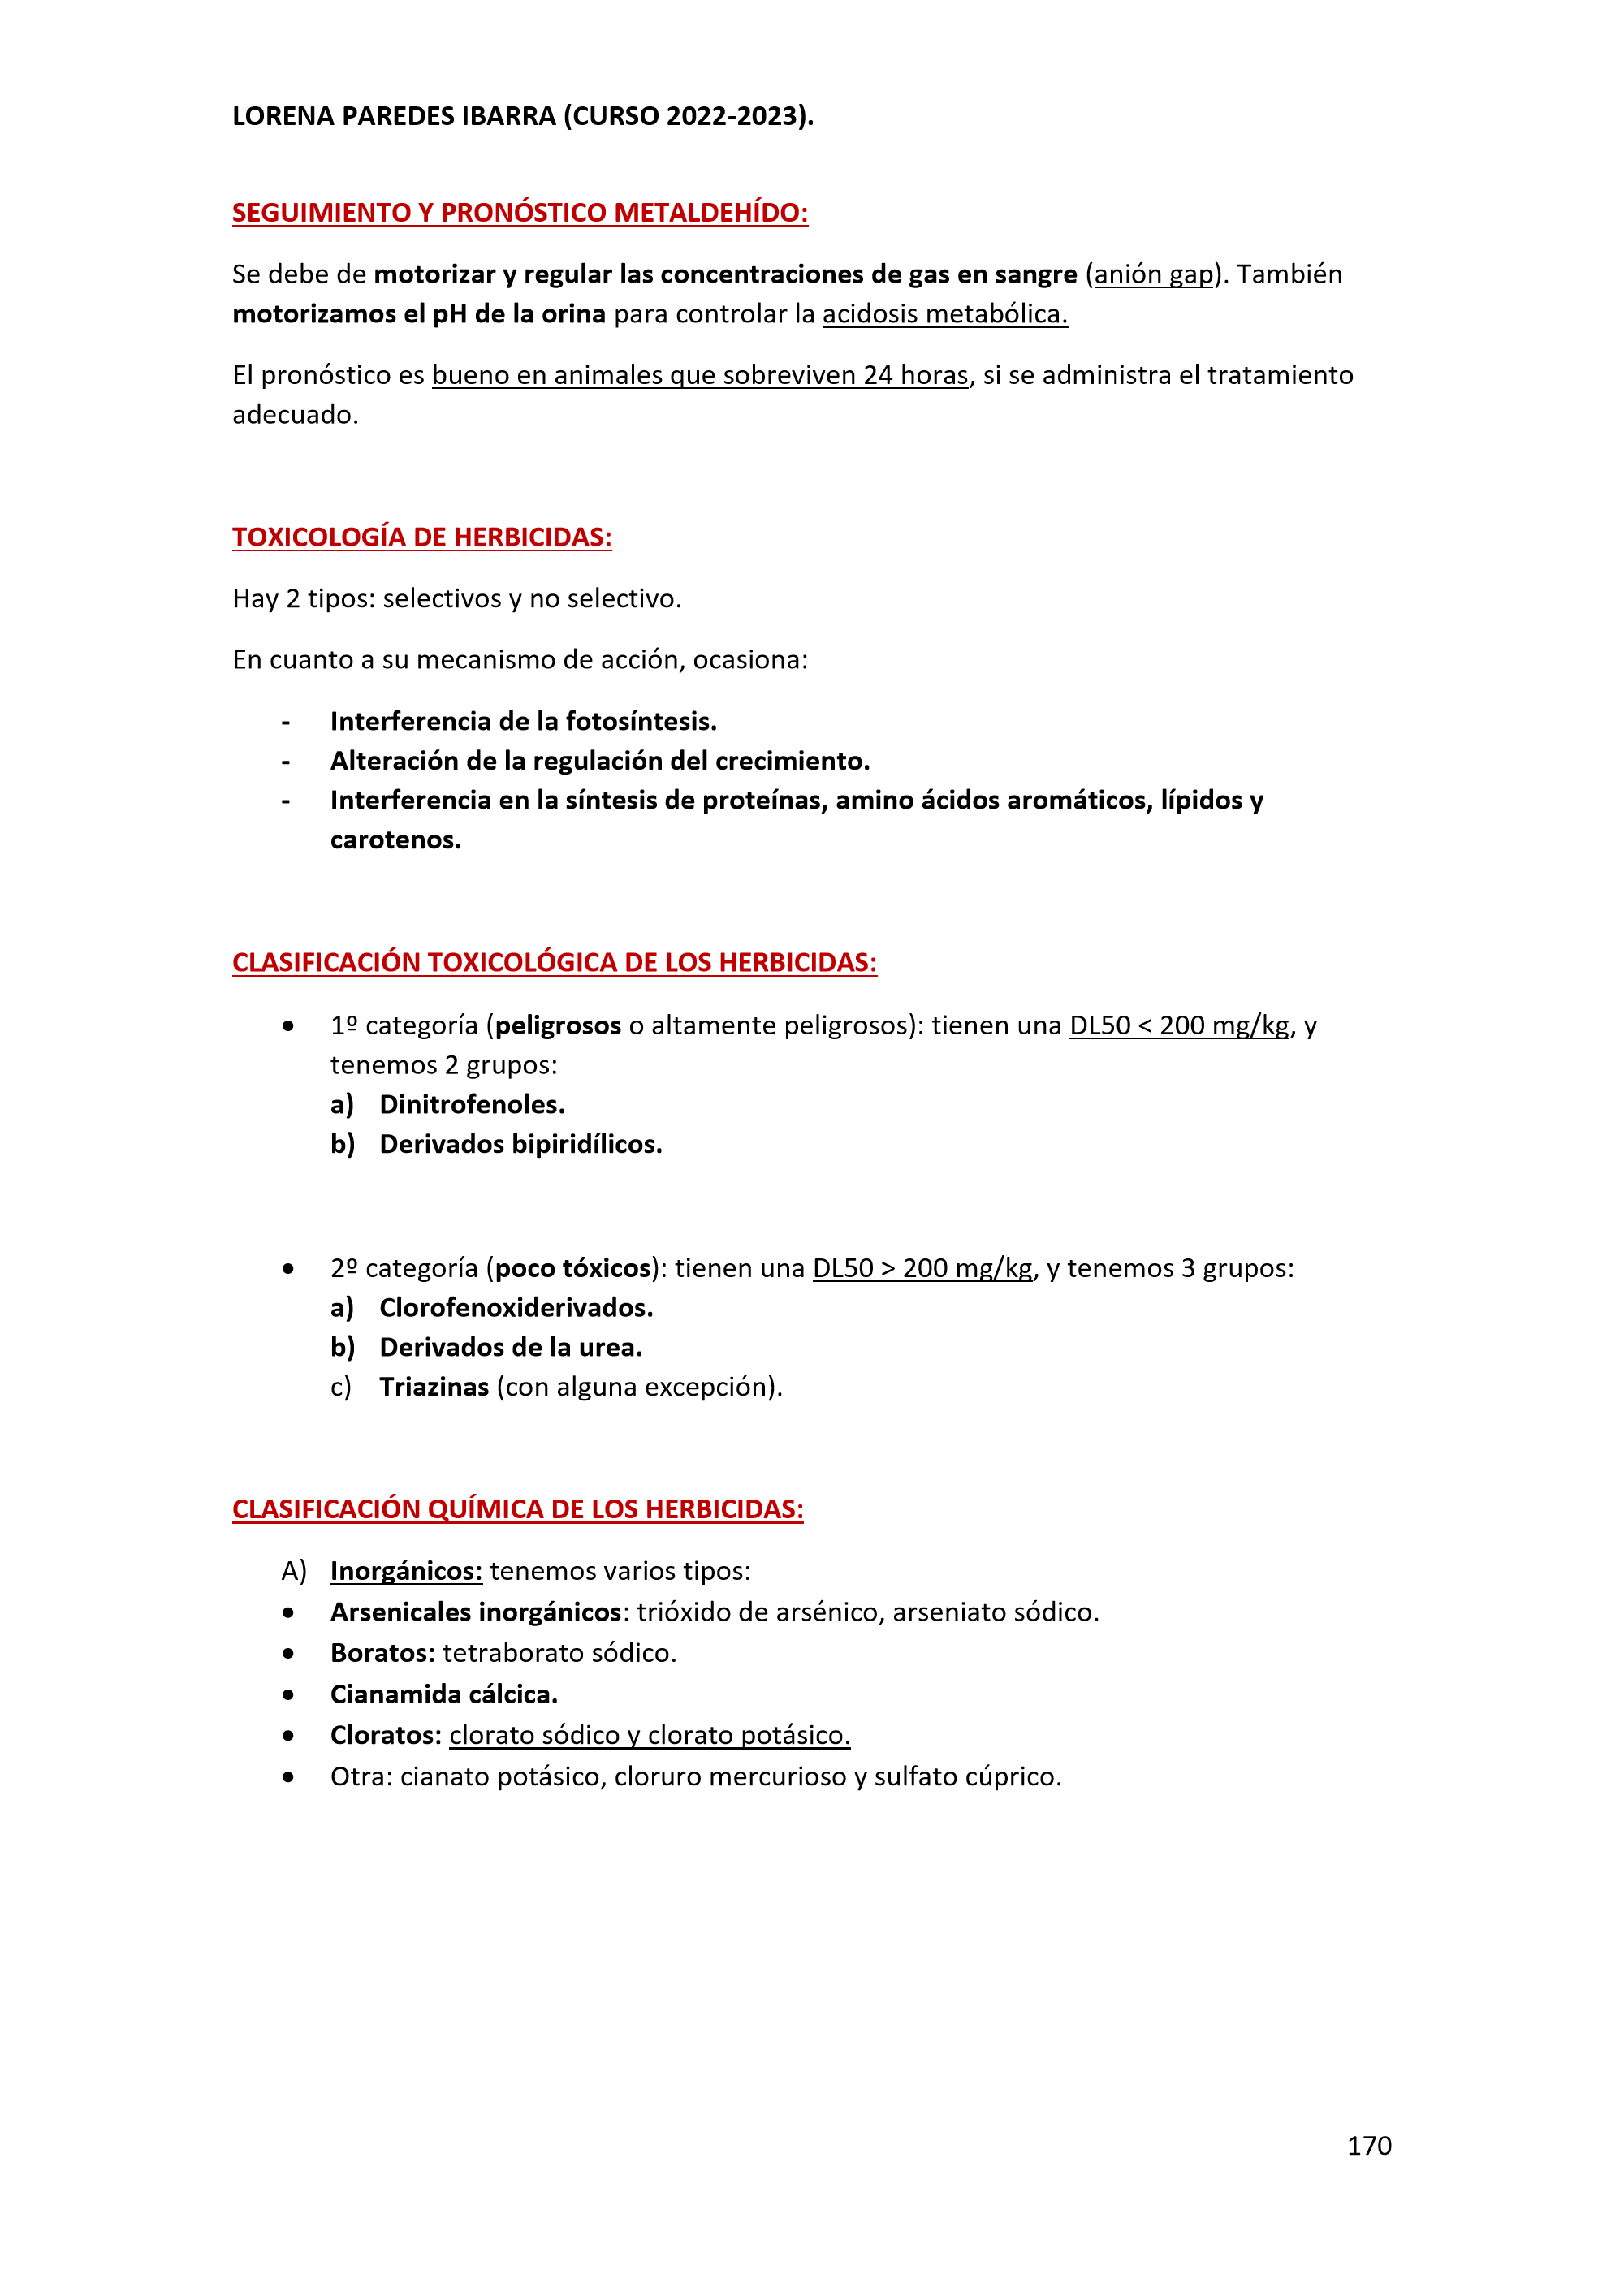 LORENA PAREDES IBARRA (CURSO 2022-2023).
SEGUIMIENTO Y PRONÓSTICO METALDEHÍDO:
Se debe de motorizar y regular las concentraciones de gas en sangre (anión gap). También
motorizamos el pH de la orina para controlar la acidosis metabólica.
El pronóstico es bueno en animales que sobreviven 24 horas, si se administra el tratamiento
adecuado.
TOXICOLOGÍA DE HERBICIDAS:
Hay 2 tipos: selectivos y no selectivo.
En cuanto a su mecanismo de acción, ocasiona:
- Interferencia de la fotosíntesis.
- Alteración de la regulación del crecimiento.
- Interferencia en la síntesis de proteínas, amino ácidos aromáticos, lípidos y
carotenos.
CLASIFICACIÓN TOXICOLÓGICA DE LOS HERBICIDAS:
• 1º categoría (peligrosos o altamente peligrosos): tienen una DL50 < 200 mg/kg, y
tenemos 2 grupos:
a) Dinitrofenoles.
b) Derivados bipiridílicos.
• 2º categoría (poco tóxicos): tienen una DL50 > 200 mg/kg, y tenemos 3 grupos:
a) Clorofenoxiderivados.
b) Derivados de la urea.
c) Triazinas (con alguna excepción).
CLASIFICACIÓN QUÍMICA DE LOS HERBICIDAS:
A) Inorgánicos: tenemos varios tipos:
• Arsenicales inorgánicos: trióxido de arsénico, arseniato sódico.
• Boratos: tetraborato sódico.
• Cianamida cálcica.
• Cloratos: clorato sódico y clorato potásico.
• Otra: cianato potásico, cloruro mercurioso y sulfato cúprico.
170